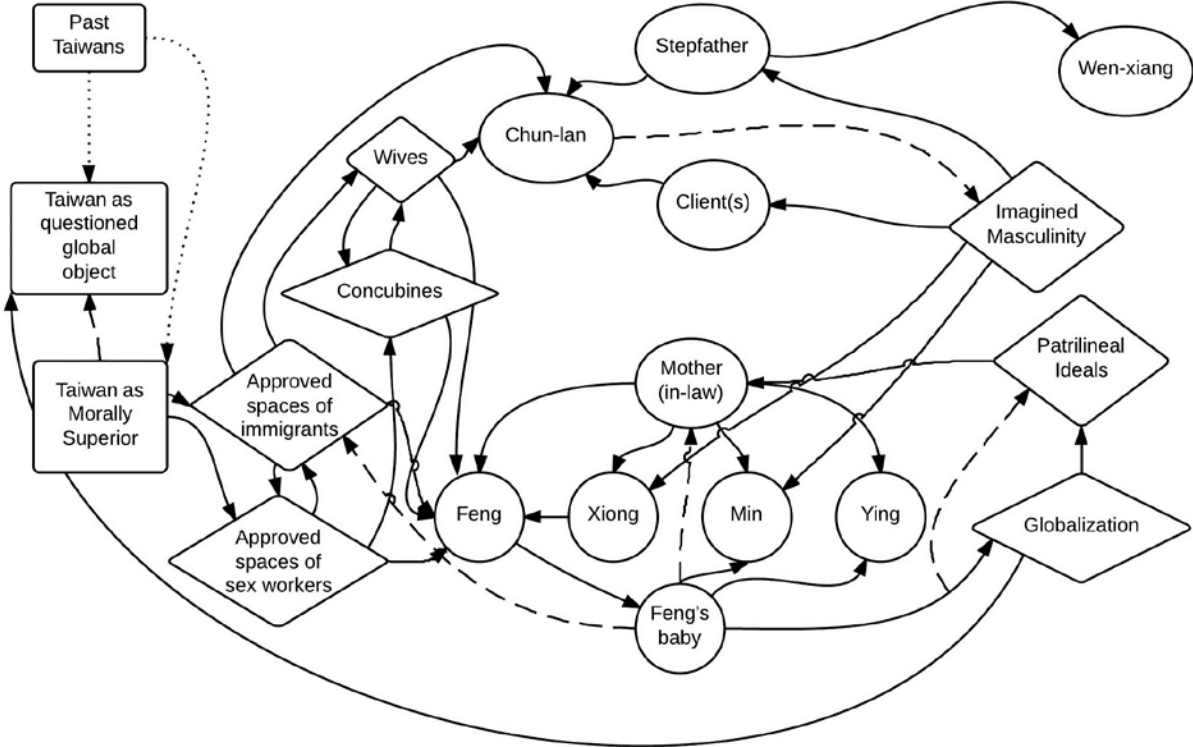 Past
Taiwans
Stepfather
Wen-xiang
Chun-lan
Wives
Taiwan as
questioned
global
object
Client(s)
Imagined
Masculinity
Concubines
Taiwan as
Morally
Superior
Approved
spaces of
immigrants
Mother
(in-law)
Patrilineal
Ideals
Approved
spaces of
sex workers
Feng
Xiong
Min
Ying
Globalization
Feng's
baby